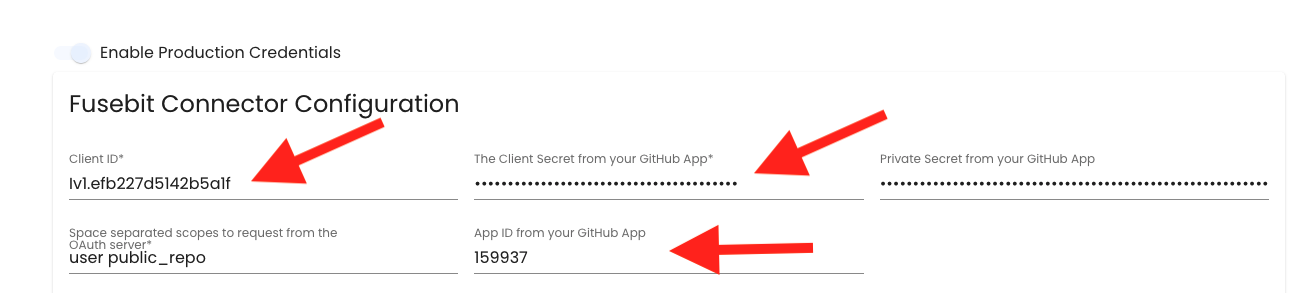 Enable Production Credentials
Fusebit Connector Configuration
Client ID*
Iv1.efb227d5142b5a1f
The Client Secret from your GitHub App*
••••••••••••••••••••••••••••••••••••••••
Private Secret from your GitHub App
••••••••••••••••••••••••••••••••••••••••••••••••••••••••••••
Space separated scopes to request from the
OAuth server*
user public_repo
App ID from your GitHub App
159937